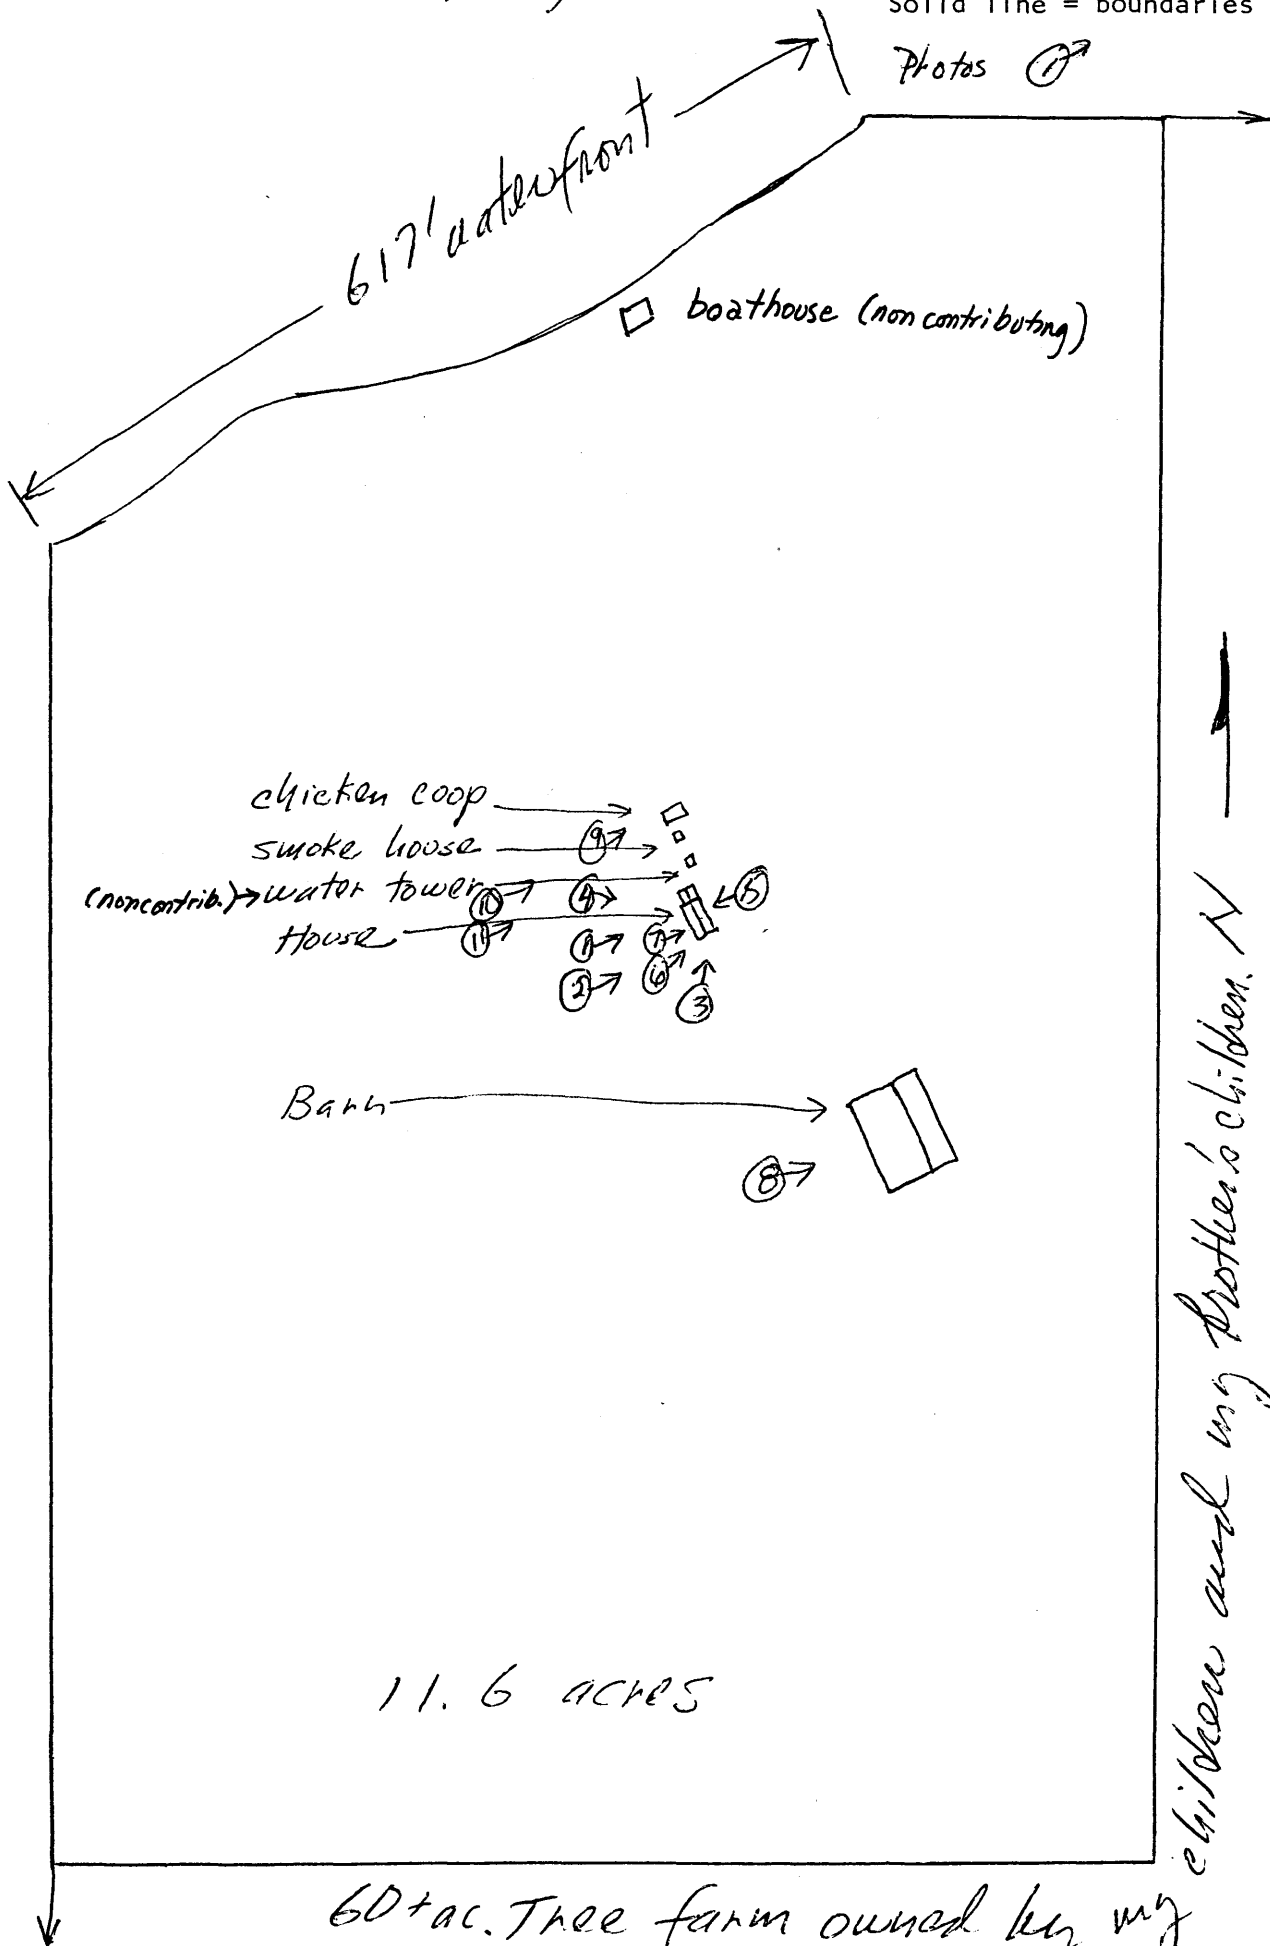 Solid line = boundaries
Photos 1
617' waterfront
boathouse (noncontributing)
chicken coop
smoke house
9
(noncontrib.) water tower
10
4
5
House
11
1
7
2
6
3
Barn
8
N
11.6 acres
60+ac. Tree farm owned by my
children and my brother's children.